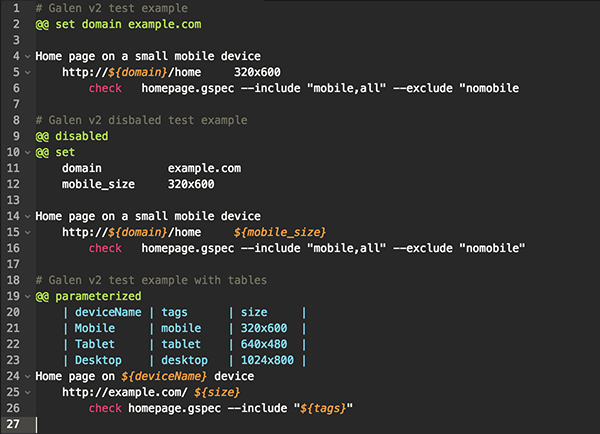 1 # Galen v2 test example
2 @@ set domain example.com
3
4 Home page on a small mobile device
5     http://${domain}/home     320x600
6         check   homepage.gspec --include "mobile,all" --exclude "nomobile
7
8 # Galen v2 disbaled test example
9 @@ disabled
10 @@ set
11     domain          example.com
12     mobile_size     320x600
13
14 Home page on a small mobile device
15     http://${domain}/home     ${mobile_size}
16         check   homepage.gspec --include "mobile,all" --exclude "nomobile"
17
18 # Galen v2 test example with tables
19 @@ parameterized
20     | deviceName | tags      | size     |
21     | Mobile     | mobile    | 320x600  |
22     | Tablet     | tablet    | 640x480  |
23     | Desktop    | desktop   | 1024x800 |
24 Home page on ${deviceName} device
25     http://example.com/ ${size}
26         check homepage.gspec --include "${tags}"
27